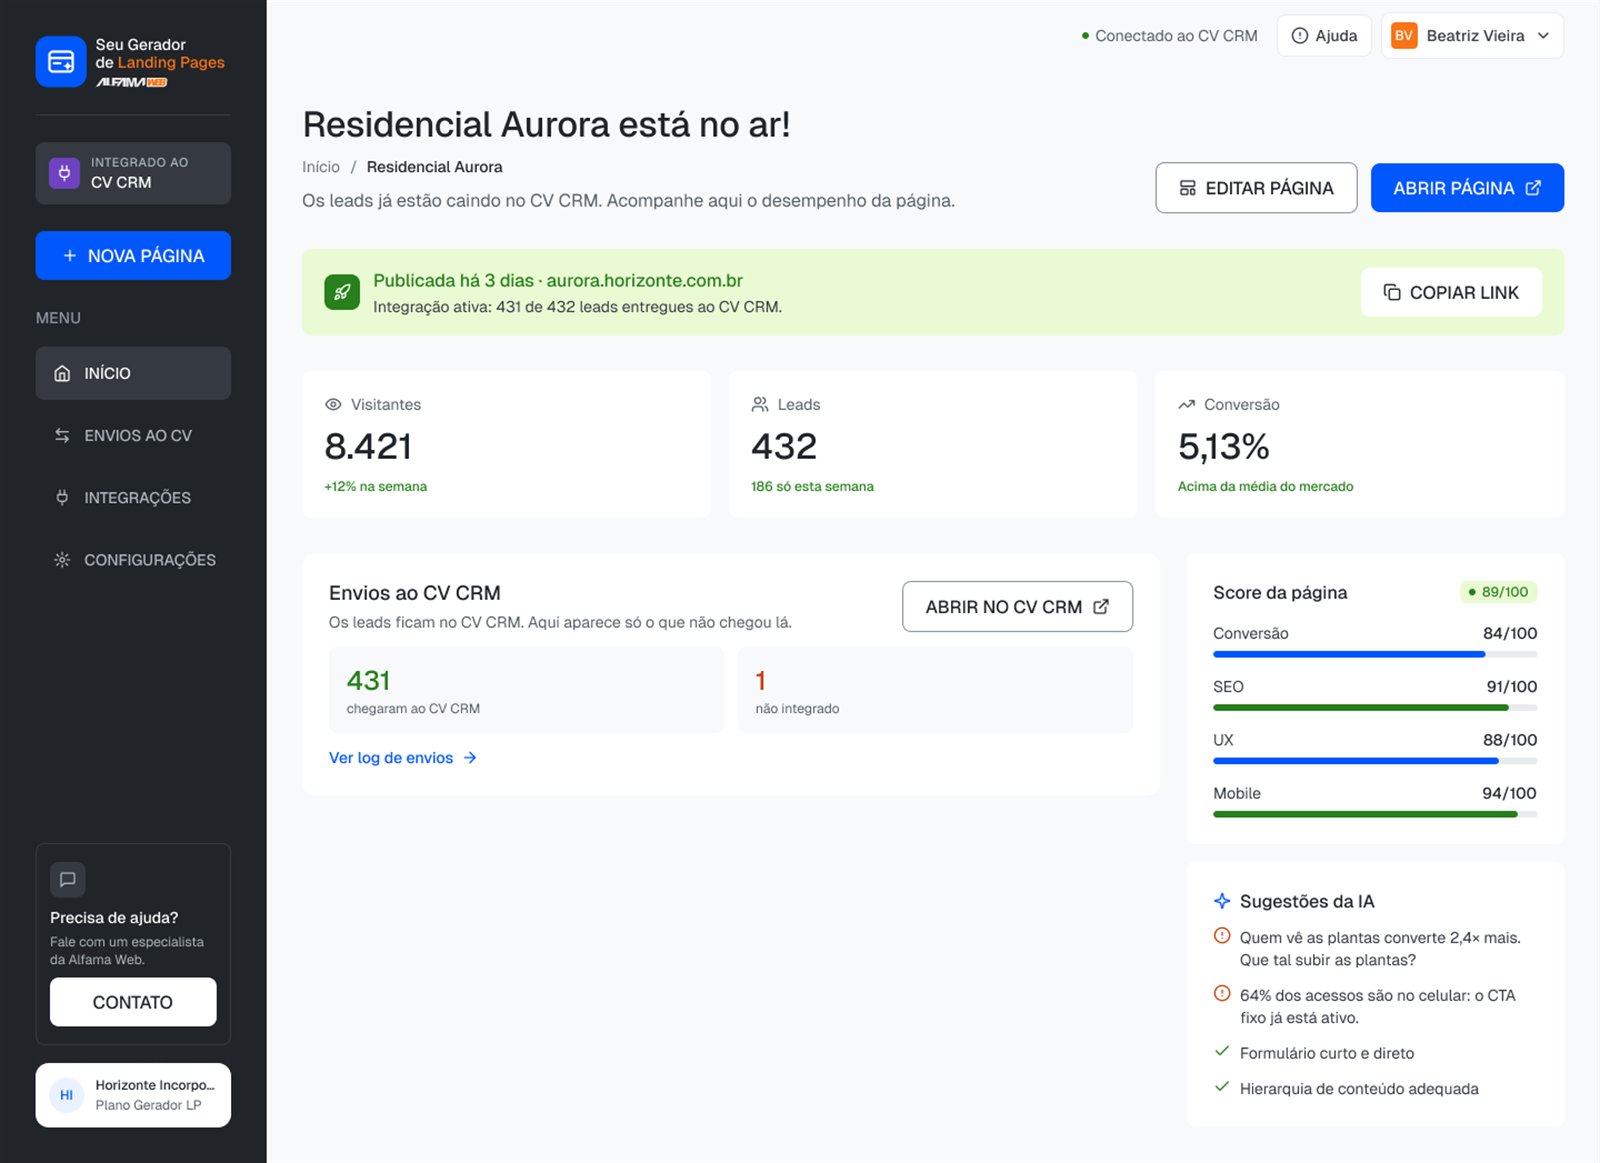 Seu Gerador
de Landing Pages
ALFAMA WEB
INTEGRADO AO
CV CRM
+ NOVA PÁGINA
MENU
INÍCIO
ENVIOS AO CV
INTEGRAÇÕES
CONFIGURAÇÕES
Precisa de ajuda?
Fale com um especialista
da Alfama Web.
CONTATO
HI
Horizonte Incorpo...
Plano Gerador LP
Conectado ao CV CRM
Ajuda
BV
Beatriz Vieira
Residencial Aurora está no ar!
Início / Residencial Aurora
Os leads já estão caindo no CV CRM. Acompanhe aqui o desempenho da página.
EDITAR PÁGINA
ABRIR PÁGINA
Publicada há 3 dias · aurora.horizonte.com.br
Integração ativa: 431 de 432 leads entregues ao CV CRM.
COPIAR LINK
Visitantes
8.421
+12% na semana
Leads
432
186 só esta semana
Conversão
5,13%
Acima da média do mercado
Envios ao CV CRM
Os leads ficam no CV CRM. Aqui aparece só o que não chegou lá.
ABRIR NO CV CRM
431
chegaram ao CV CRM
1
não integrado
Ver log de envios →
Score da página
89/100
Conversão 84/100
SEO 91/100
UX 88/100
Mobile 94/100
Sugestões da IA
Quem vê as plantas converte 2,4× mais.
Que tal subir as plantas?
64% dos acessos são no celular: o CTA
fixo já está ativo.
Formulário curto e direto
Hierarquia de conteúdo adequada